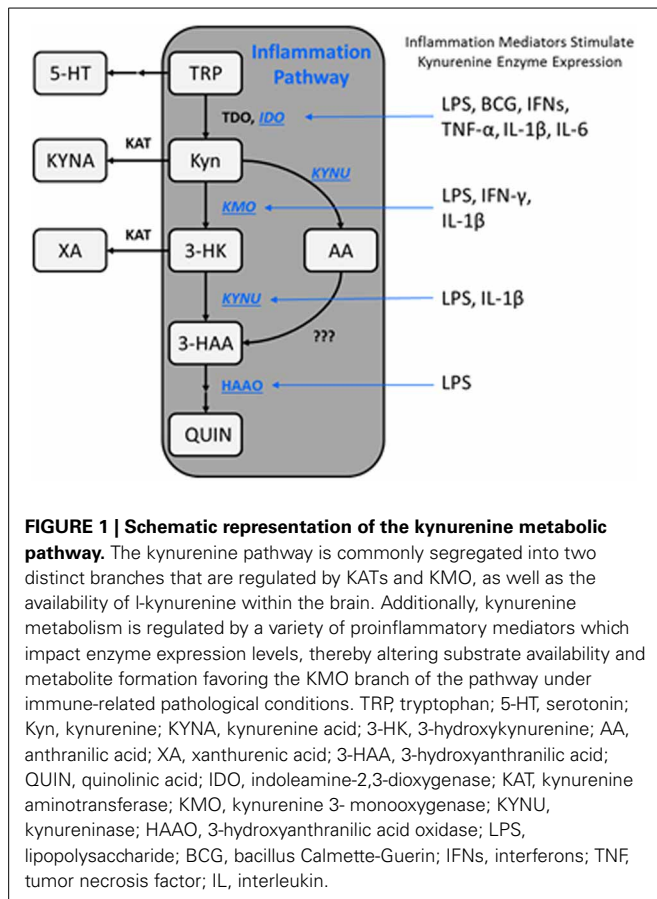 Inflammation
Pathway
Inflammation Mediators Stimulate
Kynurenine Enzyme Expression
5-HT
TRP
TDO, IDO
LPS, BCG, IFNs,
TNF-α, IL-1β, IL-6
KAT
KYNA
Kyn
KYNU
KMO
LPS, IFN-γ,
IL-1β
KAT
XA
3-HK
AA
KYNU
LPS, IL-1β
3-HAA
???
HAAO
LPS
QUIN
FIGURE 1 | Schematic representation of the kynurenine metabolic
pathway. The kynurenine pathway is commonly segregated into two
distinct branches that are regulated by KATs and KMO, as well as the
availability of l-kynurenine within the brain. Additionally, kynurenine
metabolism is regulated by a variety of proinflammatory mediators which
impact enzyme expression levels, thereby altering substrate availability and
metabolite formation favoring the KMO branch of the pathway under
immune-related pathological conditions. TRP, tryptophan; 5-HT, serotonin;
Kyn, kynurenine; KYNA, kynurenine acid; 3-HK, 3-hydroxykynurenine; AA,
anthranilic acid; XA, xanthurenic acid; 3-HAA, 3-hydroxyanthranilic acid;
QUIN, quinolinic acid; IDO, indoleamine-2,3-dioxygenase; KAT, kynurenine
aminotransferase; KMO, kynurenine 3- monooxygenase; KYNU,
kynureninase; HAAO, 3-hydroxyanthranilic acid oxidase; LPS,
lipopolysaccharide; BCG, bacillus Calmette-Guerin; IFNs, interferons; TNF,
tumor necrosis factor; IL, interleukin.